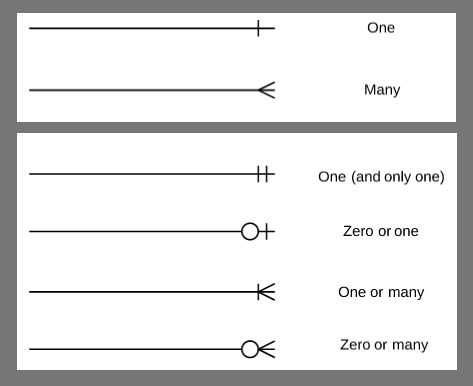 One
Many
One (and only one)
Zero or one
One or many
Zero or many